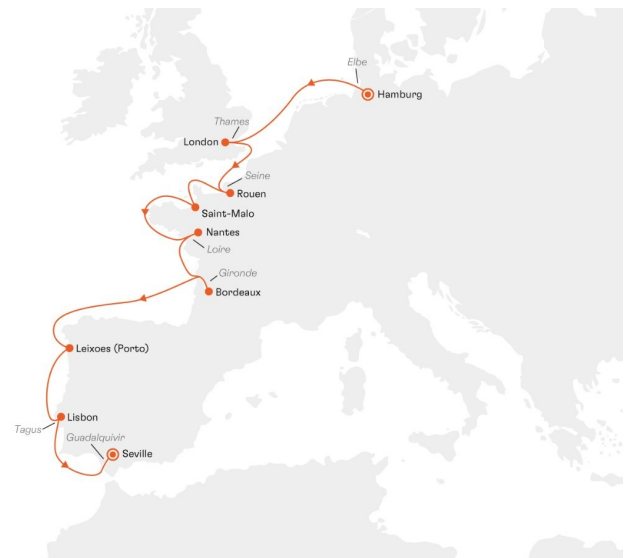 Elbe
Hamburg
Thames
London
Seine
Rouen
Saint-Malo
Nantes
Loire
Gironde
Bordeaux
Leixoes (Porto)
Lisbon
Tagus
Guadalquivir
Seville